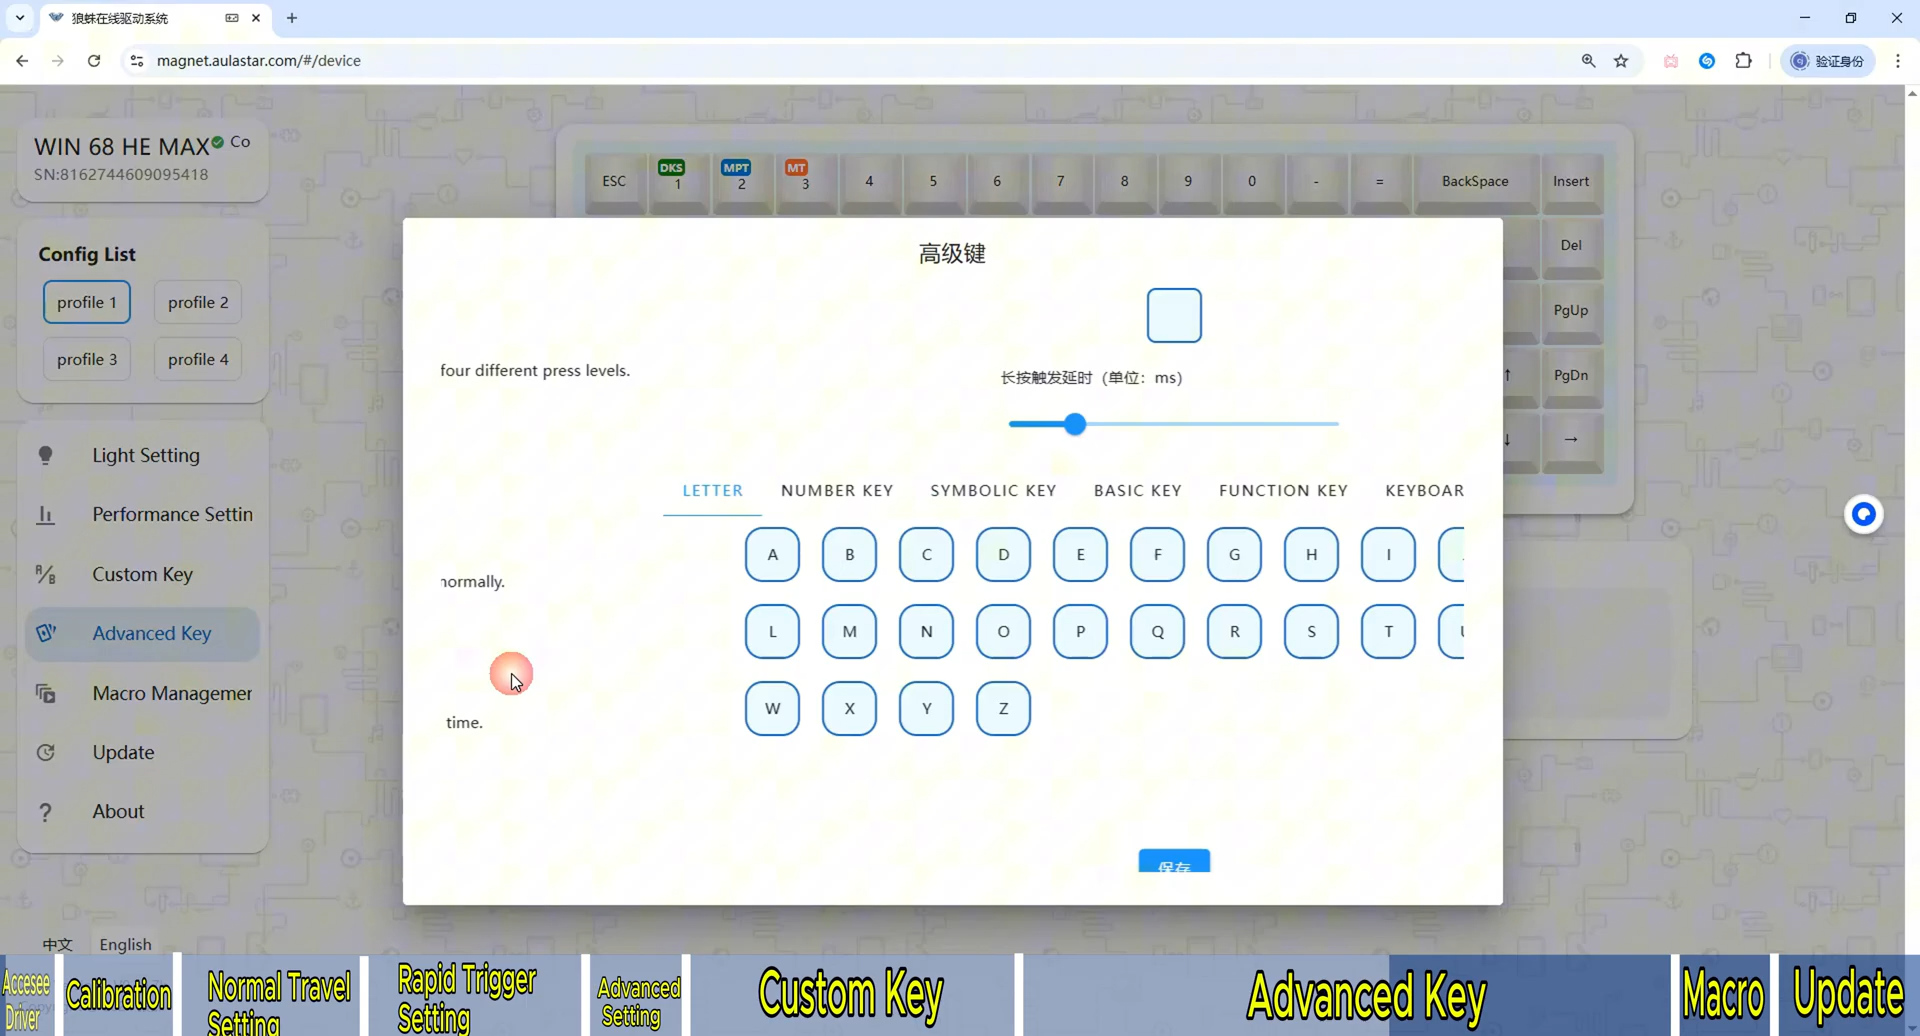 狼蛛在线驱动系统
magnet.aulastar.com/#/device
验证身份
WIN 68 HE MAX Co
SN:8162744609095418
Config List
profile 1
profile 2
profile 3
profile 4
Light Setting
Performance Settin
Custom Key
Advanced Key
Macro Managemer
Update
About
中文
English
ESC
DKS
1
MPT
2
MT
3
4
5
6
7
8
9
0
-
=
BackSpace
Insert
Del
PgUp
↑
PgDn
↓
→
高级键
four different press levels.
长按触发延时（单位：ms）
normally.
time.
LETTER
NUMBER KEY
SYMBOLIC KEY
BASIC KEY
FUNCTION KEY
KEYBOAR
A B C D E F G H I
L M N O P Q R S T
W X Y Z
保存
Accesee
Driver
Calibration
Normal Travel
Setting
Rapid Trigger
Setting
Advanced
Setting
Custom Key
Advanced Key
Macro
Update